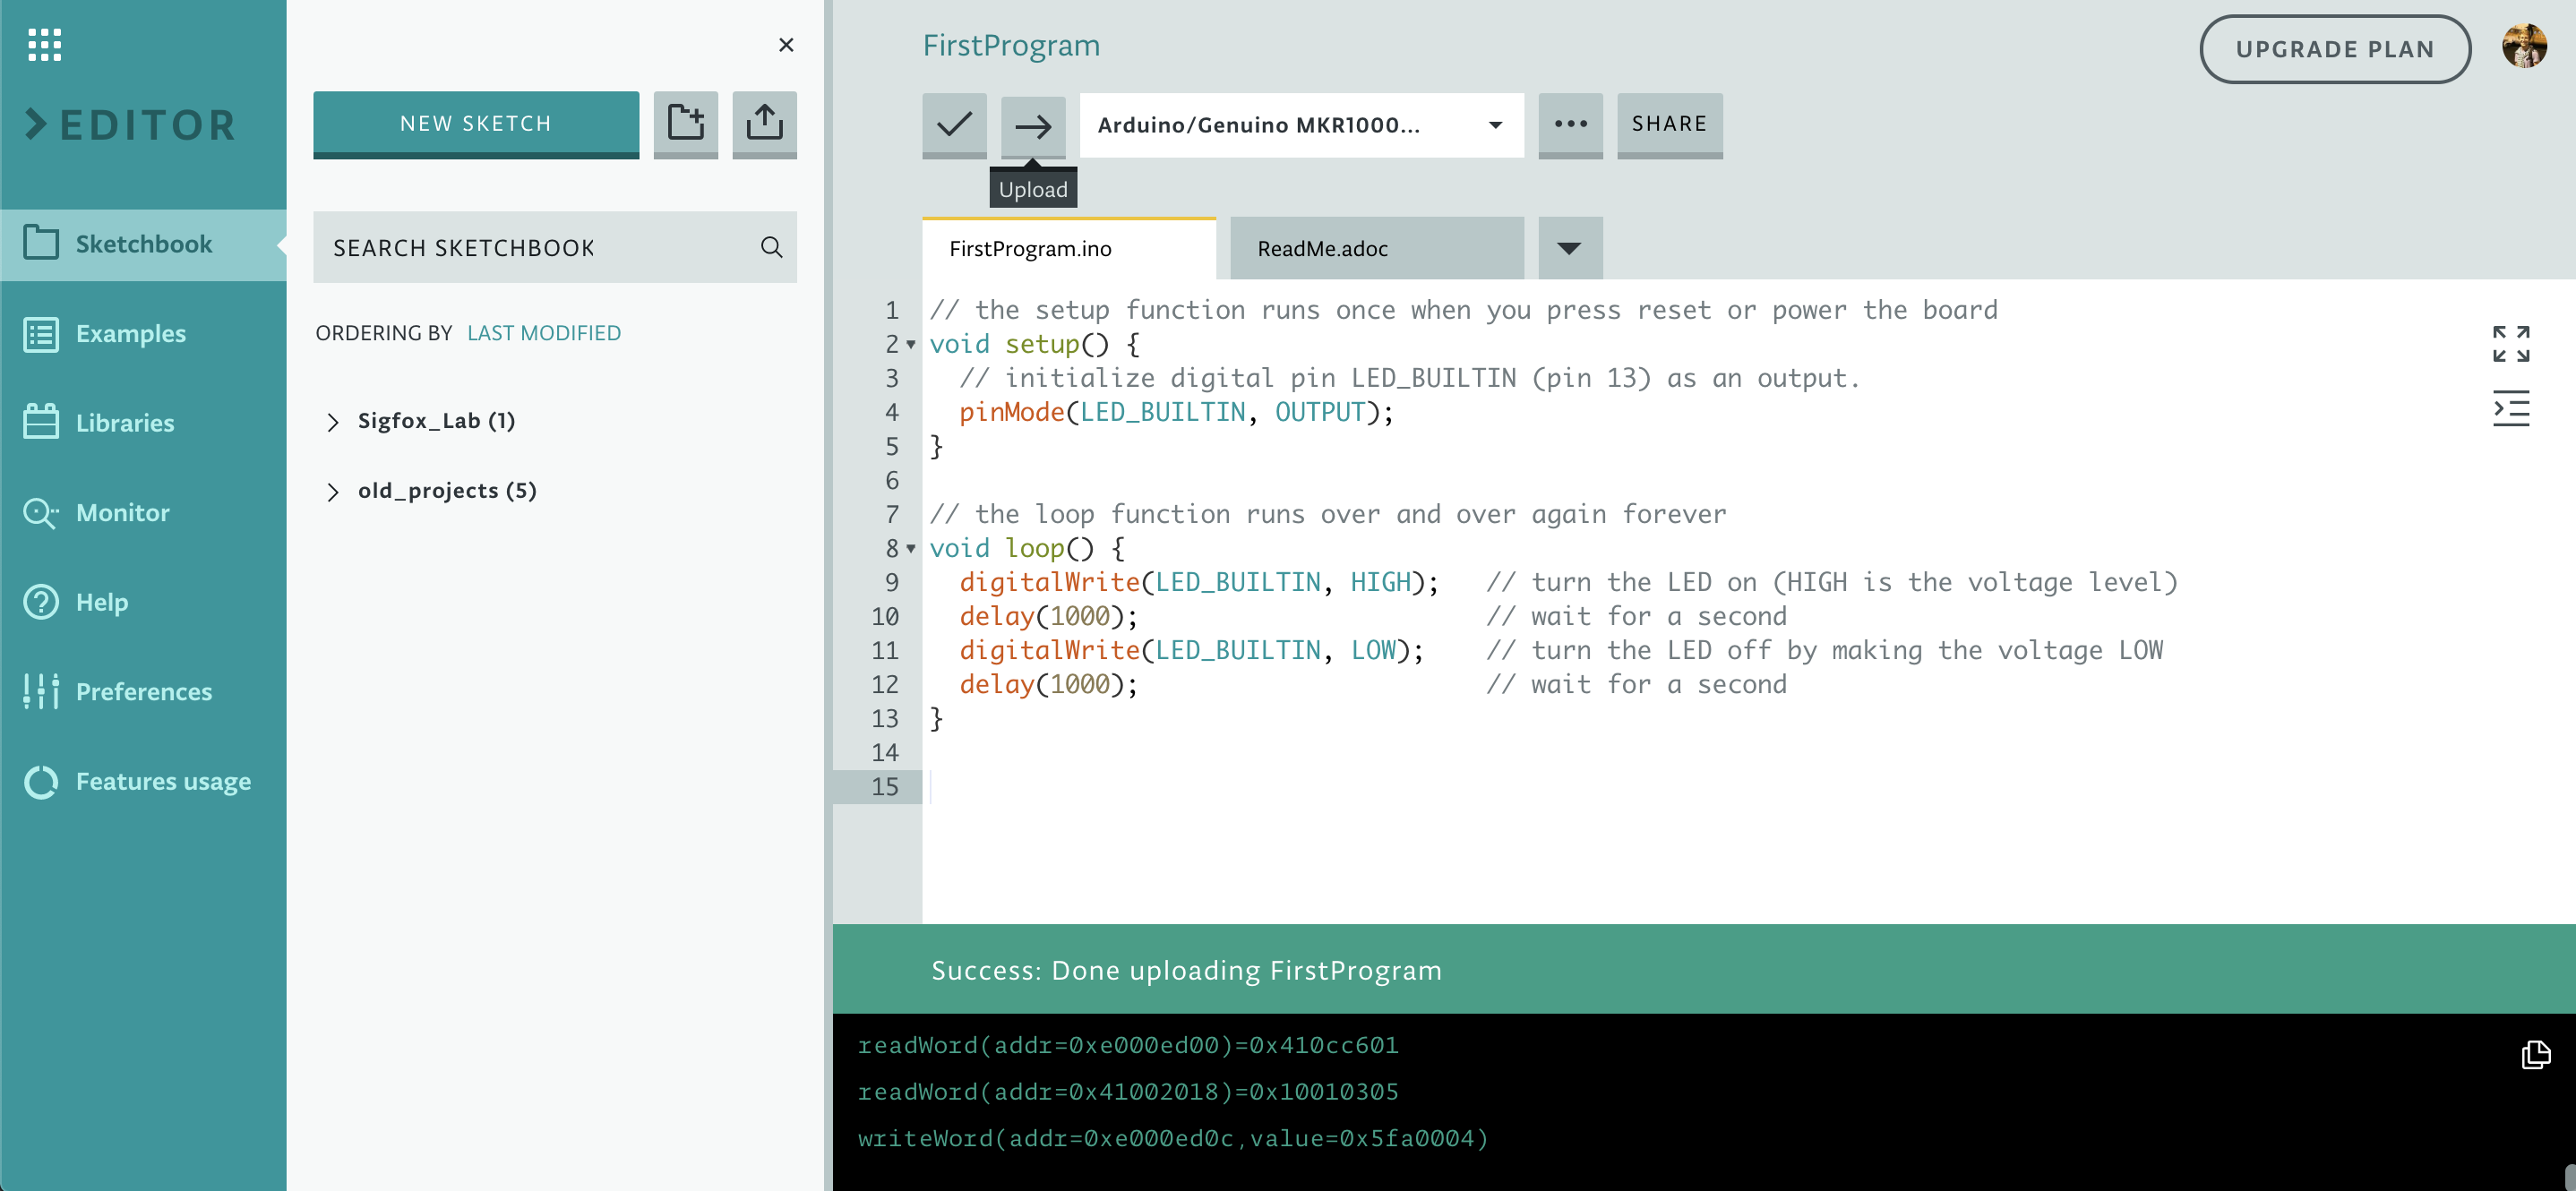 EDITOR
Sketchbook
Examples
Libraries
Monitor
Help
Preferences
Features usage
NEW SKETCH
SEARCH SKETCHBOOK
ORDERING BY LAST MODIFIED
Sigfox_Lab (1)
old_projects (5)
FirstProgram
UPGRADE PLAN
Arduino/Genuino MKR1000...
SHARE
Upload
FirstProgram.ino
ReadMe.adoc
1 // the setup function runs once when you press reset or power the board
2 void setup() {
3   // initialize digital pin LED_BUILTIN (pin 13) as an output.
4   pinMode(LED_BUILTIN, OUTPUT);
5 }
6
7 // the loop function runs over and over again forever
8 void loop() {
9   digitalWrite(LED_BUILTIN, HIGH);   // turn the LED on (HIGH is the voltage level)
10   delay(1000);                       // wait for a second
11   digitalWrite(LED_BUILTIN, LOW);    // turn the LED off by making the voltage LOW
12   delay(1000);                       // wait for a second
13 }
14
15
Success: Done uploading FirstProgram
readWord(addr=0xe000ed00)=0x410cc601
readWord(addr=0x41002018)=0x10010305
writeWord(addr=0xe000ed0c,value=0x5fa0004)